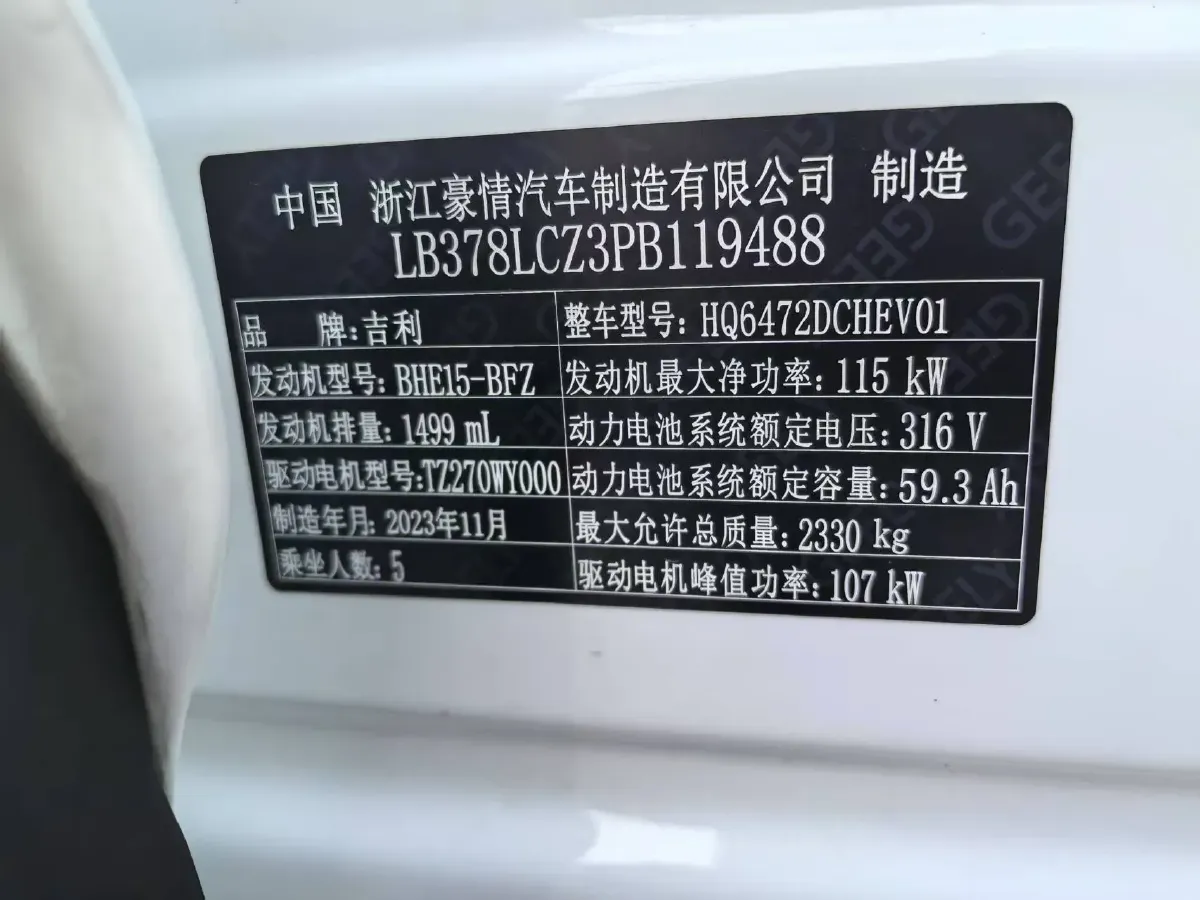 中国 浙江豪情汽车制造有限公司 制造
LB378LCZ3PB119488
品 牌:吉利 整车型号: HQ6472DCHEV01
发动机型号: BHE15-BFZ 发动机最大净功率: 115 kW
发动机排量: 1499 mL 动力电池系统额定电压: 316 V
驱动电机型号:TZ270WY000 动力电池系统额定容量: 59.3 Ah
制造年月: 2023年11月 最大允许总质量: 2330 kg
乘坐人数: 5 驱动电机峰值功率: 107 kW